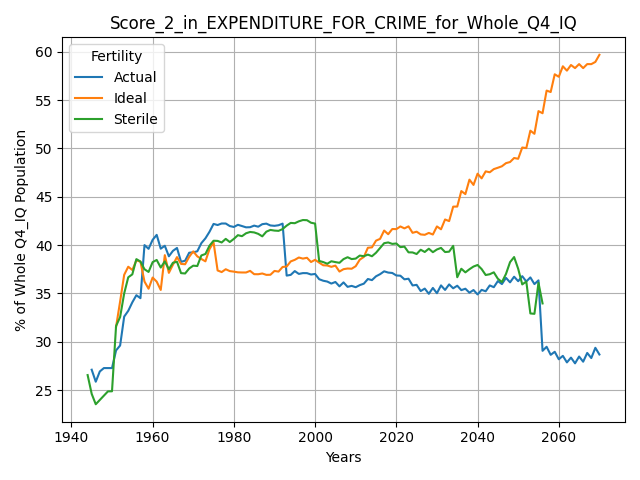 Score_2_in_EXPENDITURE_FOR_CRIME_for_Whole_Q4_IQ
Fertility
Actual
Ideal
Sterile
% of Whole Q4_IQ Population
60
55
50
45
40
35
30
25
1940 1960 1980 2000 2020 2040 2060
Years